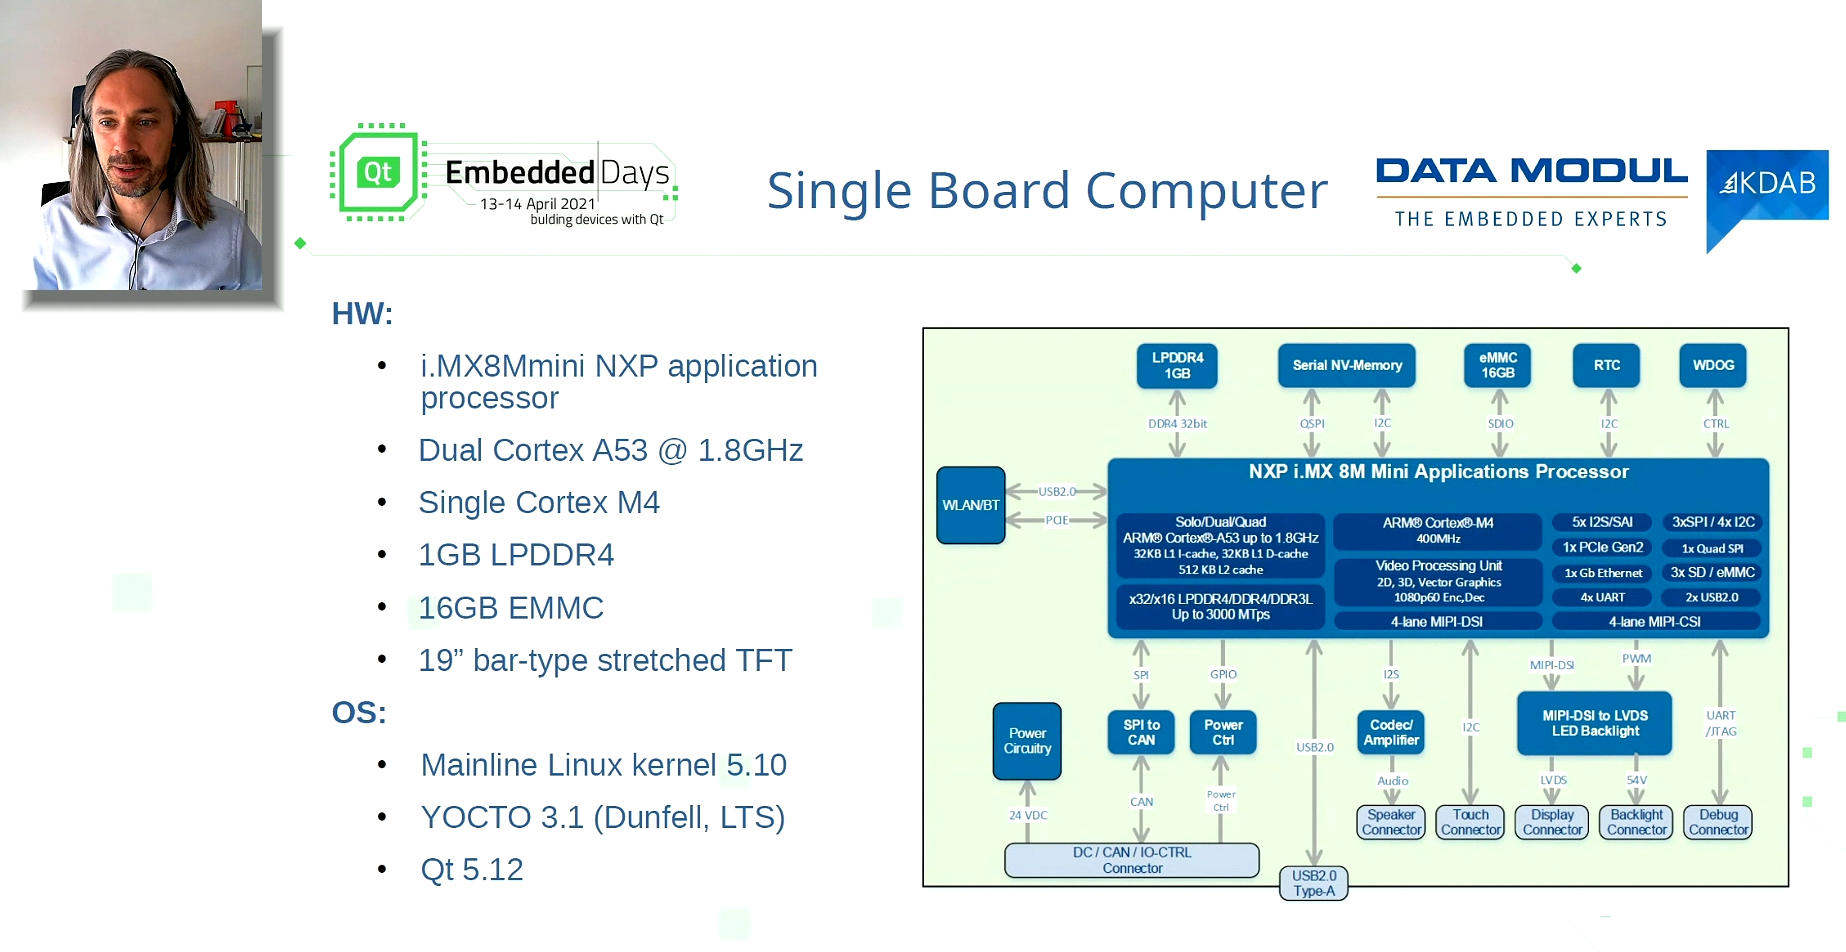 Qt
Embedded Days
13-14 April 2021
bulding devices with Qt
Single Board Computer
DATA MODUL
THE EMBEDDED EXPERTS
KDAB
HW:
• i.MX8Mmini NXP application
processor
• Dual Cortex A53 @ 1.8GHz
• Single Cortex M4
• 1GB LPDDR4
• 16GB EMMC
• 19” bar-type stretched TFT
OS:
• Mainline Linux kernel 5.10
• YOCTO 3.1 (Dunfell, LTS)
• Qt 5.12
LPDDR4
1GB
Serial NV-Memory
eMMC
16GB
RTC
WDOG
DDR4 32bit
QSPI
I2C
SDIO
I2C
CTRL
WLAN/BT
USB2.0
PCIE
NXP i.MX 8M Mini Applications Processor
Solo/Dual/Quad
ARM® Cortex®-A53 up to 1.8GHz
32KB L1 I-cache, 32KB L1 D-cache
512 KB L2 cache
x32/x16 LPDDR4/DDR4/DDR3L
Up to 3000 MTps
ARM® Cortex®-M4
400MHz
Video Processing Unit
2D, 3D, Vector Graphics
1080p60 Enc,Dec
4-lane MIPI-DSI
5x I2S/SAI
3xSPI / 4x I2C
1x PCIe Gen2
1x Quad SPI
1x Gb Ethernet
3x SD / eMMC
4x UART
2x USB2.0
4-lane MIPI-CSI
SPI
GPIO
USB2.0
I2S
I2C
MIPI-DSI
PWM
UART
/JTAG
Power
Circuitry
SPI to
CAN
Power
Ctrl
Codec/
Amplifier
MIPI-DSI to LVDS
LED Backlight
24 VDC
CAN
Power
Ctrl
Audio
LVDS
54V
Speaker
Connector
Touch
Connector
Display
Connector
Backlight
Connector
Debug
Connector
DC / CAN / IO-CTRL
Connector
USB2.0
Type-A